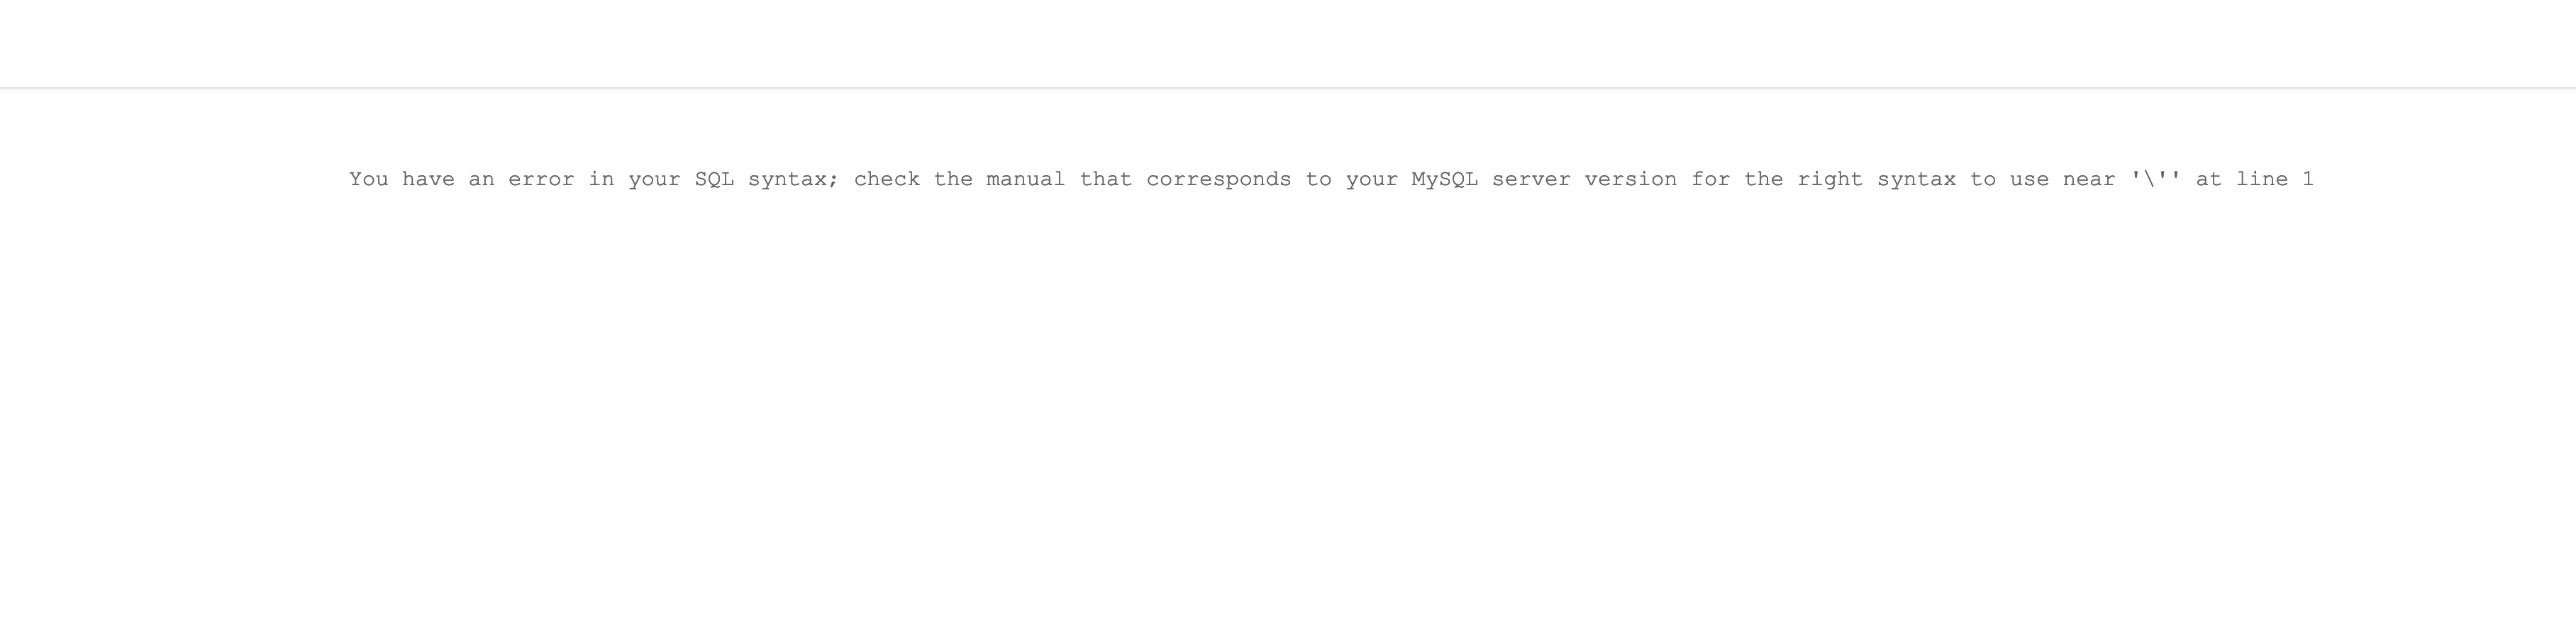 You have an error in your SQL syntax; check the manual that corresponds to your MySQL server version for the right syntax to use near '\'' at line 1